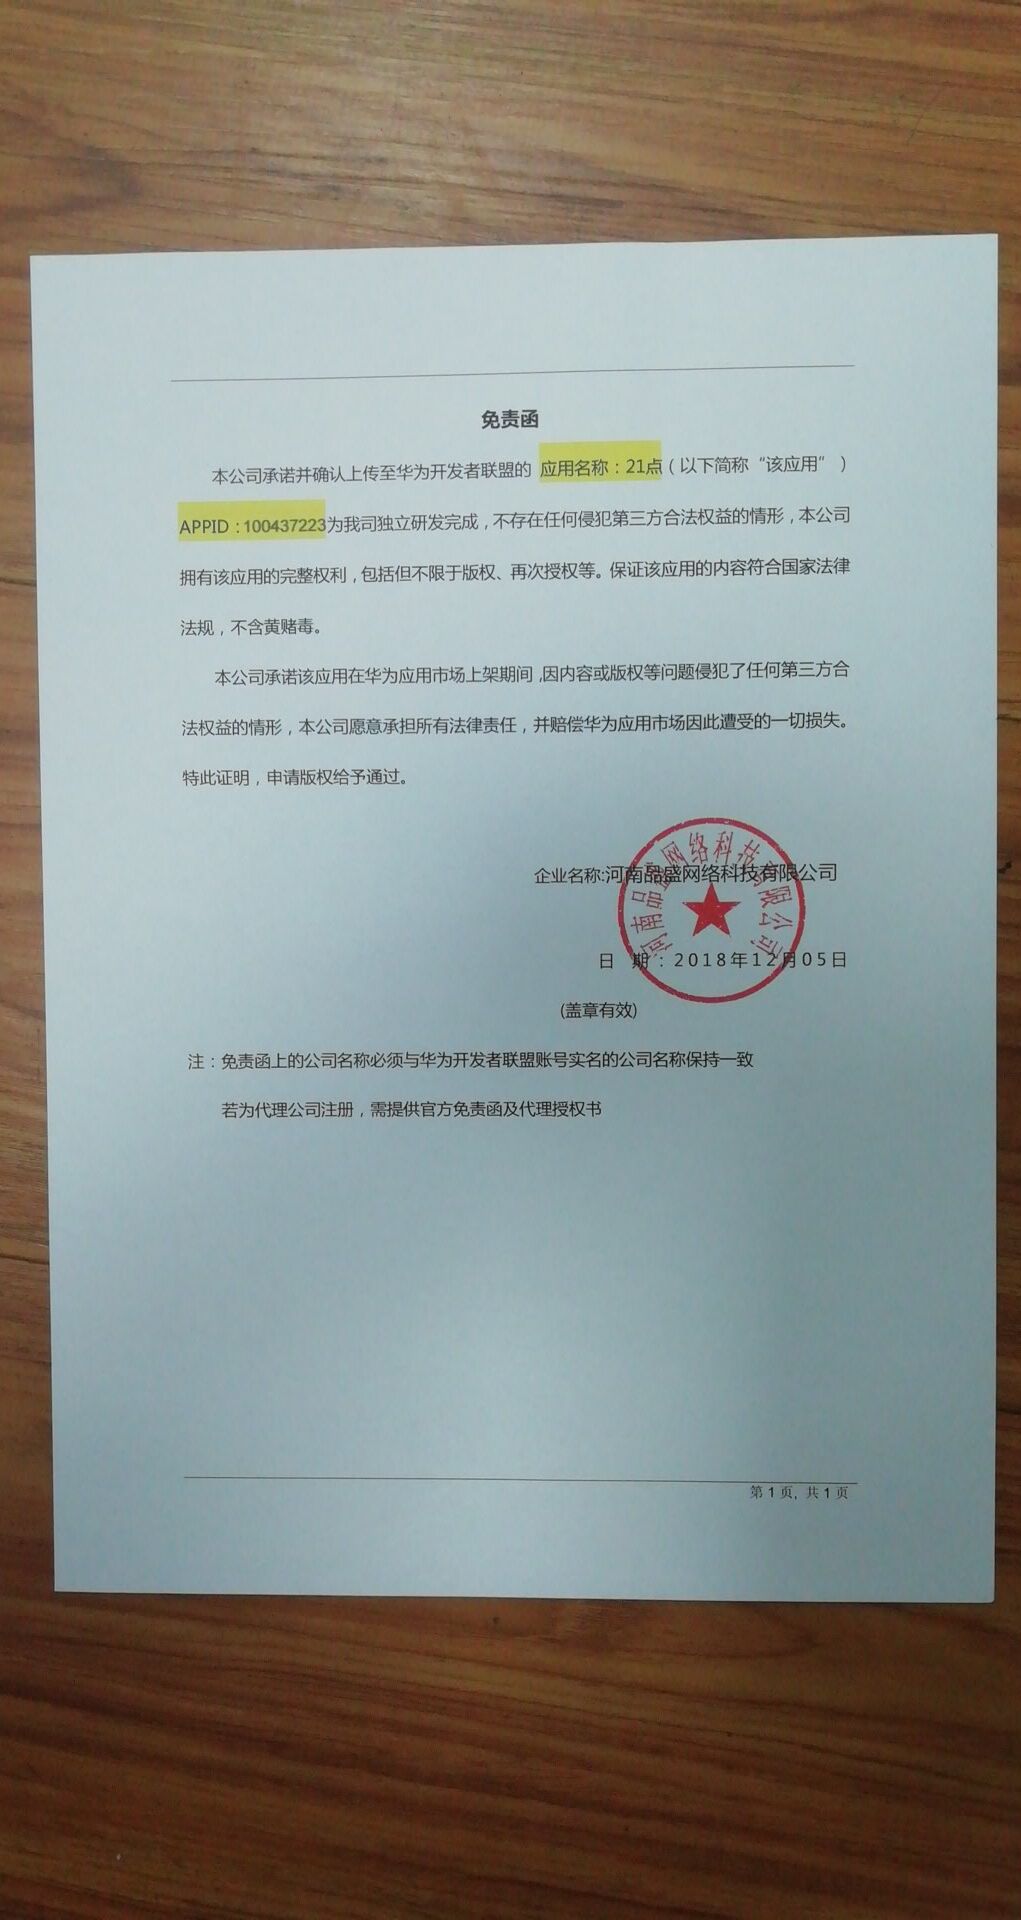 免责函
本公司承诺并确认上传至华为开发者联盟的 应用名称：21点（以下简称“该应用”）
APPID：100437223为我司独立研发完成，不存在任何侵犯第三方合法权益的情形，本公司
拥有该应用的完整权利，包括但不限于版权、再次授权等。保证该应用的内容符合国家法律
法规，不含黄赌毒。
本公司承诺该应用在华为应用市场上架期间，因内容或版权等问题侵犯了任何第三方合
法权益的情形，本公司愿意承担所有法律责任，并赔偿华为应用市场因此遭受的一切损失。
特此证明，申请版权给予通过。
河南品盛网络科技有限公司
企业名称:河南品盛网络科技有限公司
日 期：2018年12月05日
(盖章有效)
注：免责函上的公司名称必须与华为开发者联盟账号实名的公司名称保持一致
若为代理公司注册，需提供官方免责函及代理授权书
第 1 页, 共 1 页